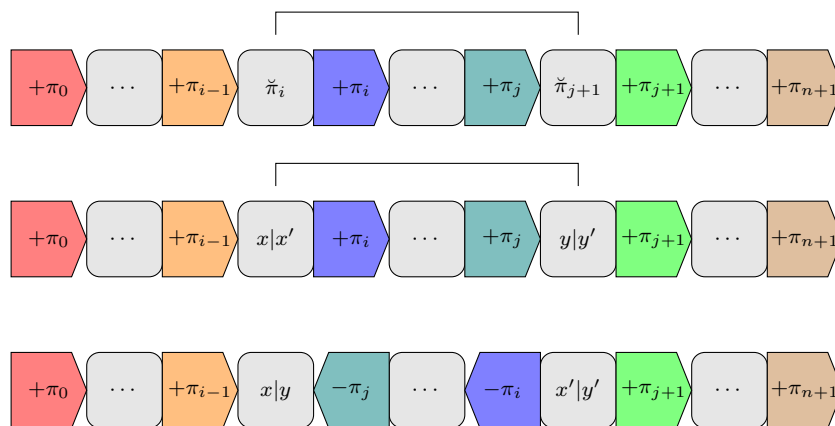 +π₀ ⋯ +πᵢ₋₁ π̆ᵢ +πᵢ ⋯ +πⱼ π̆ⱼ₊₁ +πⱼ₊₁ ⋯ +πₙ₊₁
+π₀ ⋯ +πᵢ₋₁ x|x′ +πᵢ ⋯ +πⱼ y|y′ +πⱼ₊₁ ⋯ +πₙ₊₁
+π₀ ⋯ +πᵢ₋₁ x|y −πⱼ ⋯ −πᵢ x′|y′ +πⱼ₊₁ ⋯ +πₙ₊₁